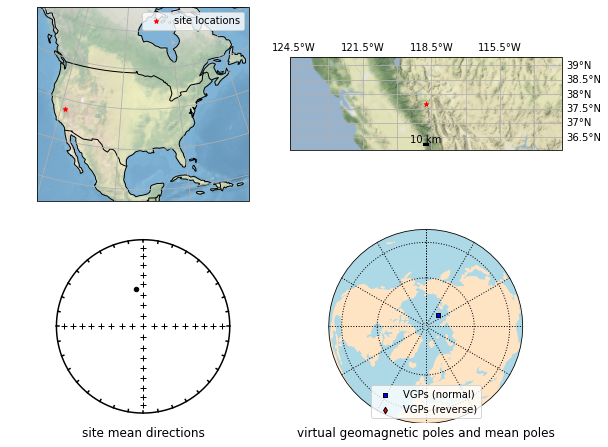 site locations
124.5°W 121.5°W 118.5°W 115.5°W
39°N
38.5°N
38°N
37.5°N
37°N
36.5°N
10 km
VGPs (normal)
VGPs (reverse)
site mean directions
virtual geomagnetic poles and mean poles